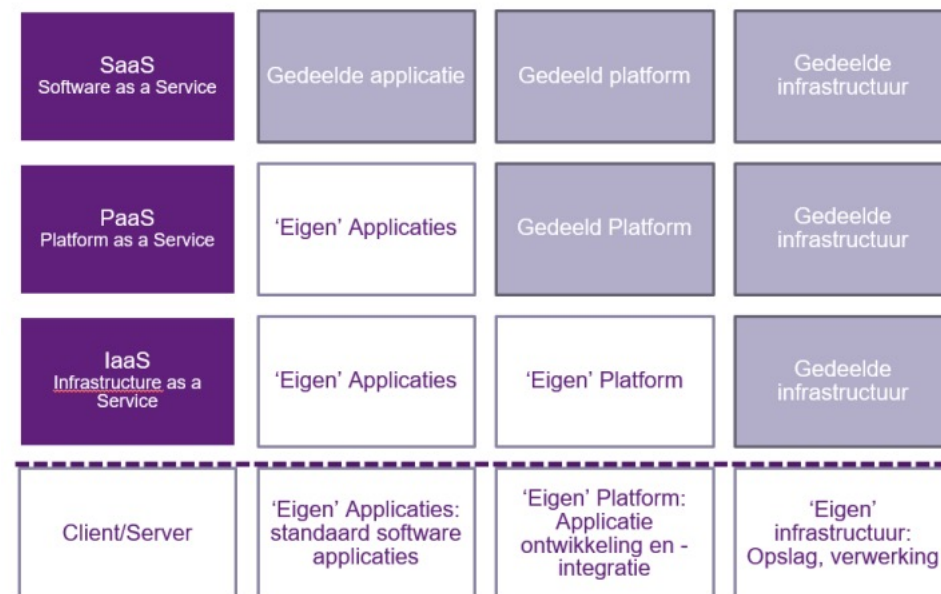 SaaS
Software as a Service
Gedeelde applicatie
Gedeeld platform
Gedeelde
infrastructuur
PaaS
Platform as a Service
‘Eigen’ Applicaties
Gedeeld Platform
Gedeelde
infrastructuur
IaaS
Infrastructure as a
Service
‘Eigen’ Applicaties
‘Eigen’ Platform
Gedeelde
infrastructuur
Client/Server
‘Eigen’ Applicaties:
standaard software
applicaties
‘Eigen’ Platform:
Applicatie
ontwikkeling en -
integratie
‘Eigen’
infrastructuur:
Opslag, verwerking